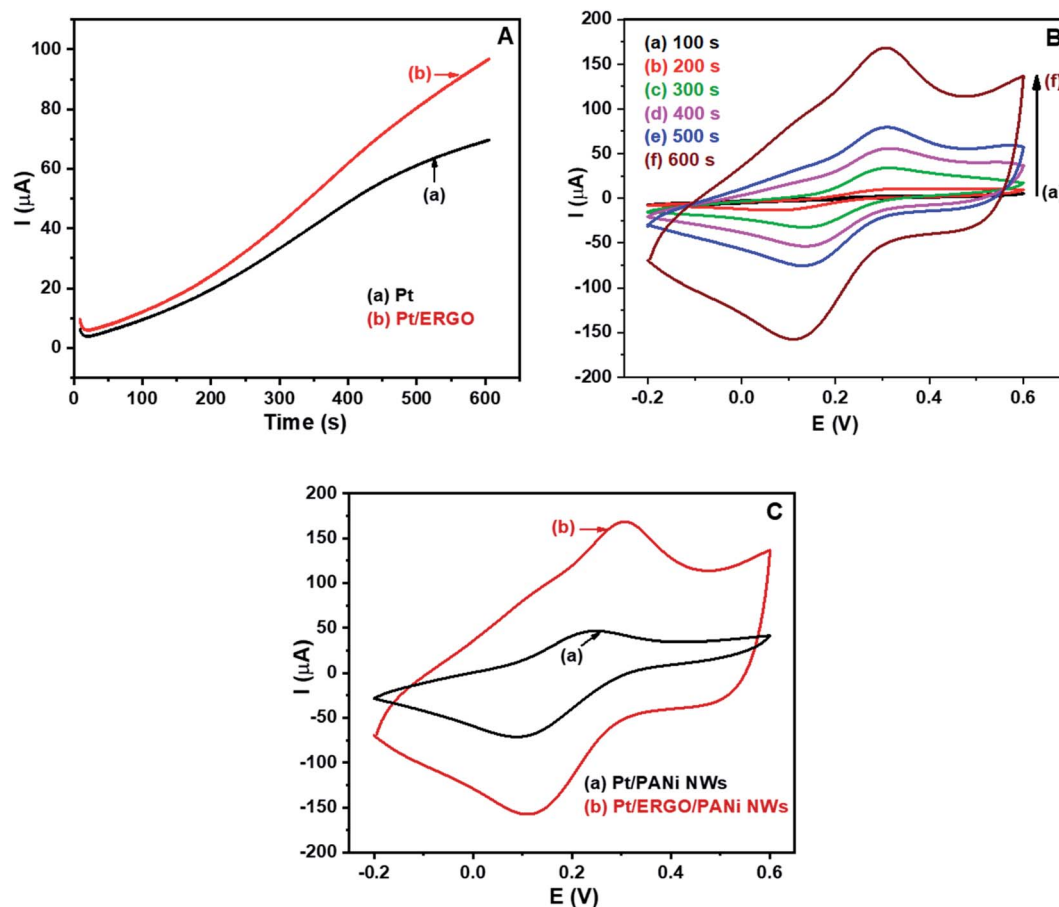 A
I (µA)
100
80
60
40
20
0
(b)
(a)
(a) Pt
(b) Pt/ERGO
0
100
200
300
400
500
600
Time (s)
B
I (µA)
200
150
100
50
0
-50
-100
-150
-200
(a) 100 s
(b) 200 s
(c) 300 s
(d) 400 s
(e) 500 s
(f) 600 s
(f)
(a
-0.2
0.0
0.2
0.4
0.6
E (V)
C
I (µA)
200
150
100
50
0
-50
-100
-150
-200
(b)
(a)
(a) Pt/PANi NWs
(b) Pt/ERGO/PANi NWs
-0.2
0.0
0.2
0.4
0.6
E (V)